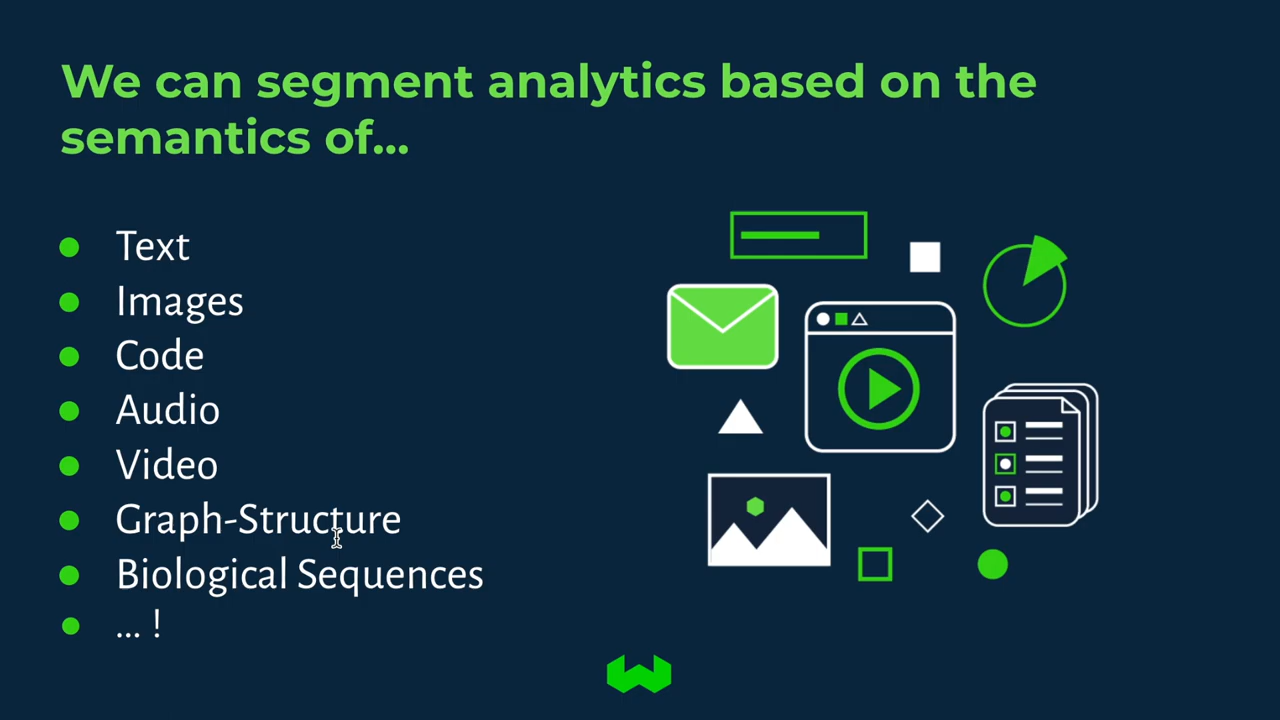 We can segment analytics based on the
semantics of...
Text
Images
Code
Audio
Video
Graph-Structure
Biological Sequences
... !